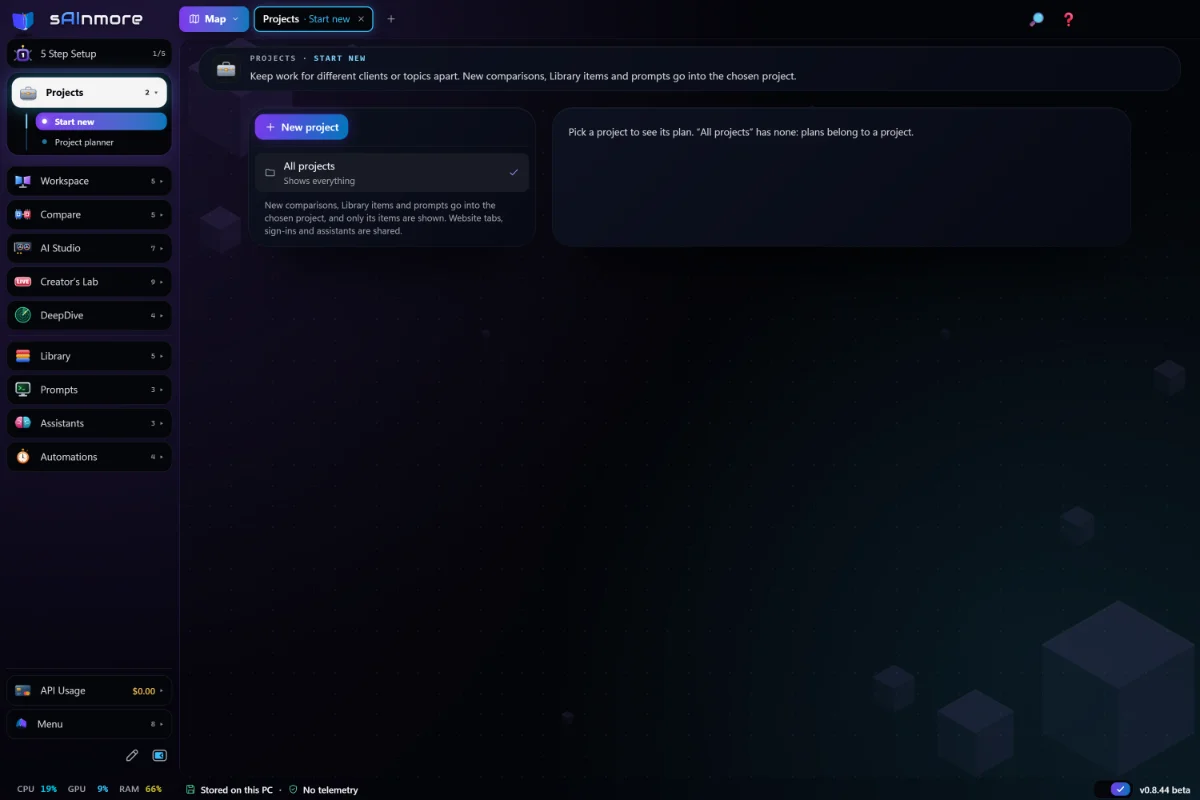 sAInmore
Map
Projects · Start new ×
+
?
5 Step Setup 1/5
Projects 2
Start new
Project planner
Workspace 5
Compare 5
AI Studio 7
LIVE Creator's Lab 9
DeepDive 4
Library 5
Prompts 3
Assistants 3
Automations 4
API Usage $0.00
Menu 8
PROJECTS · START NEW
Keep work for different clients or topics apart. New comparisons, Library items and prompts go into the chosen project.
+ New project
All projects
Shows everything
New comparisons, Library items and prompts go into the
chosen project, and only its items are shown. Website tabs,
sign-ins and assistants are shared.
Pick a project to see its plan. "All projects" has none: plans belong to a project.
CPU 19% GPU 9% RAM 66%
Stored on this PC · No telemetry
v0.8.44 beta